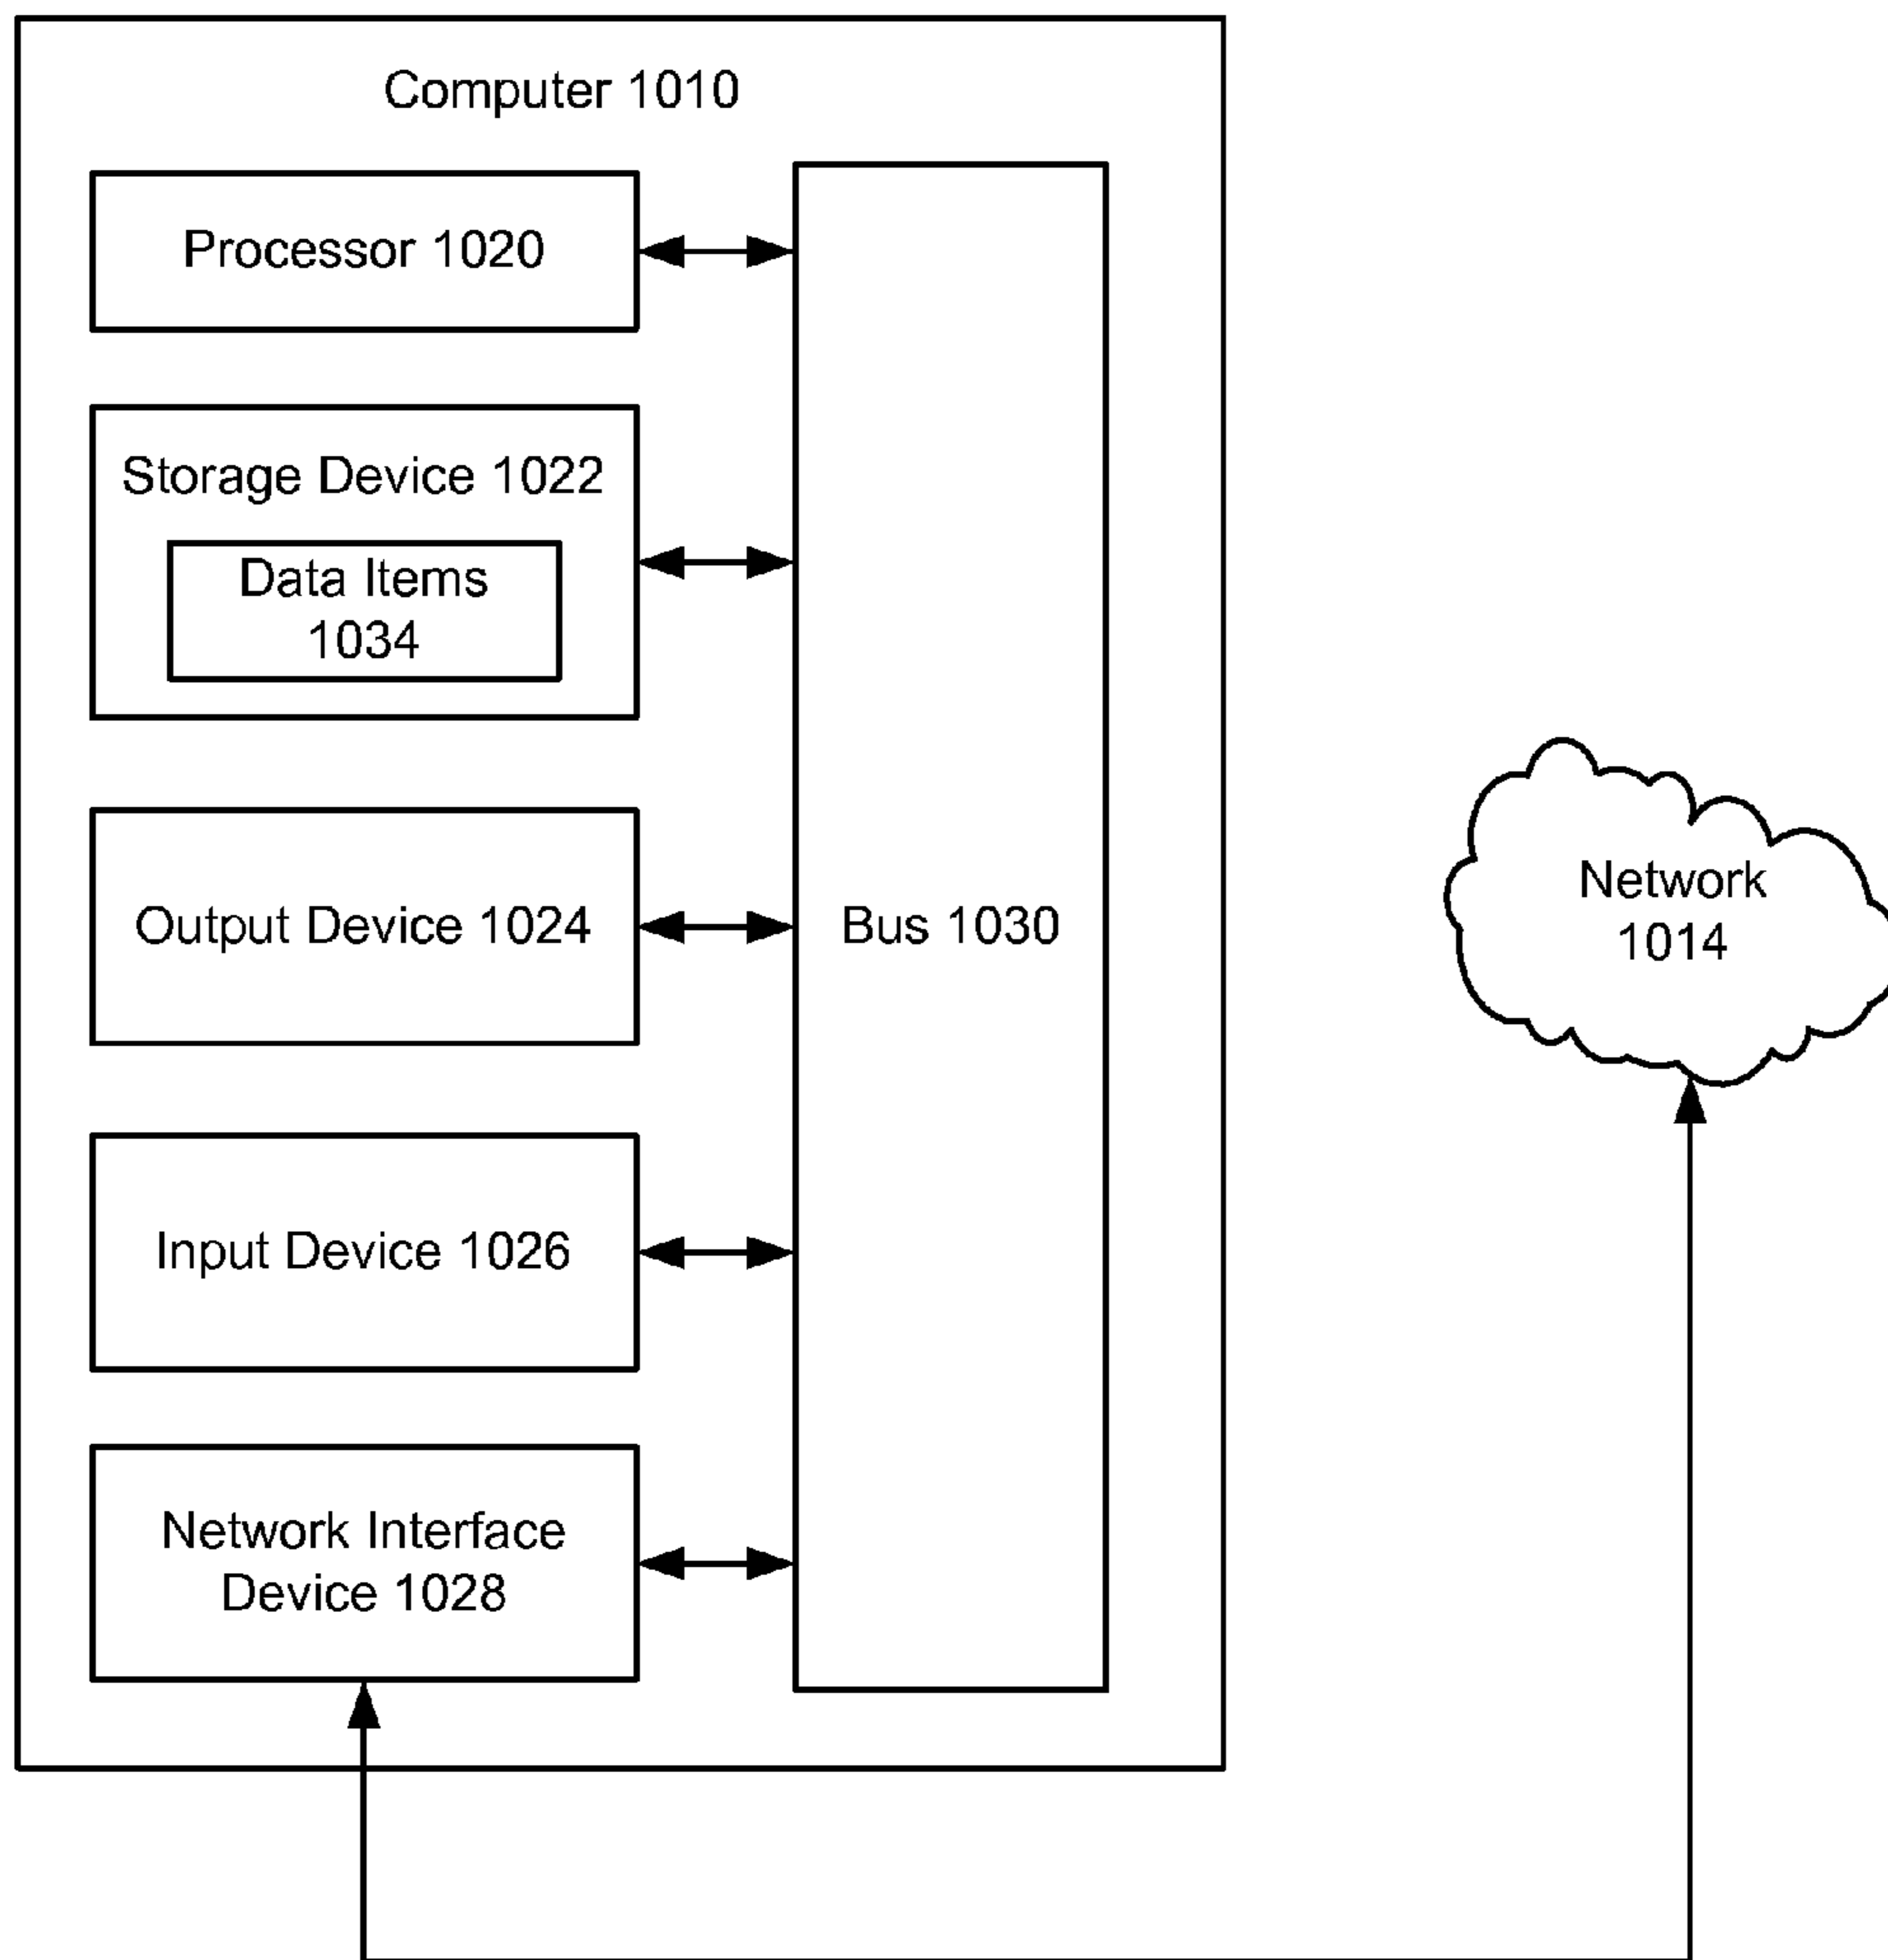 Computer 1010
Processor 1020
Storage Device 1022
Data Items
1034
Output Device 1024
Bus 1030
Input Device 1026
Network Interface
Device 1028
Network
1014